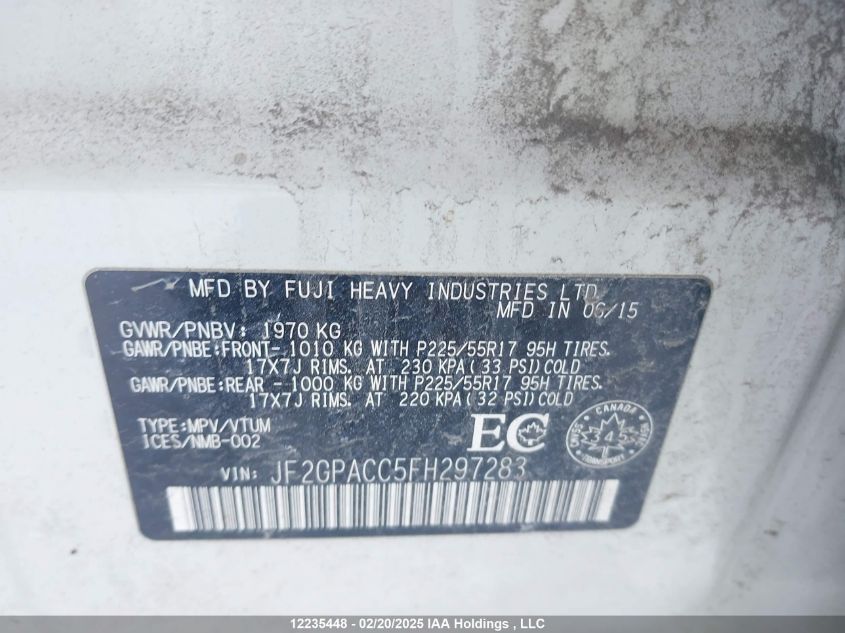 MFD BY FUJI HEAVY INDUSTRIES LTD.
MFD IN 06/15
GVWR/PNBV: 1970 KG
GAWR/PNBE:FRONT- 1010 KG WITH P225/55R17 95H TIRES.
17X7J RIMS. AT 230 KPA(33 PSI)COLD
GAWR/PNBE:REAR - 1000 KG WITH P225/55R17 95H TIRES.
17X7J RIMS. AT 220 KPA(32 PSI)COLD
TYPE:MPV/VTUM
ICES/NMB-002
EC
CANADA
345
TRANSPORT
VIN: JF2GPACC5FH297283
12235448 - 02/20/2025 IAA Holdings , LLC